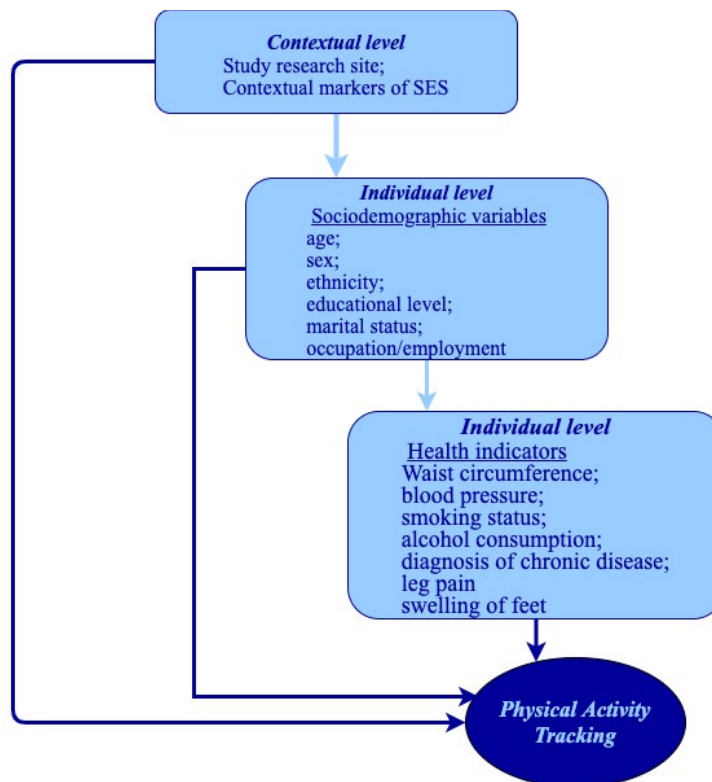 Contextual level
Study research site;
Contextual markers of SES
Individual level
Sociodemographic variables
age;
sex;
ethnicity;
educational level;
marital status;
occupation/employment
Individual level
Health indicators
Waist circumference;
blood pressure;
smoking status;
alcohol consumption;
diagnosis of chronic disease;
leg pain
swelling of feet
Physical Activity
Tracking